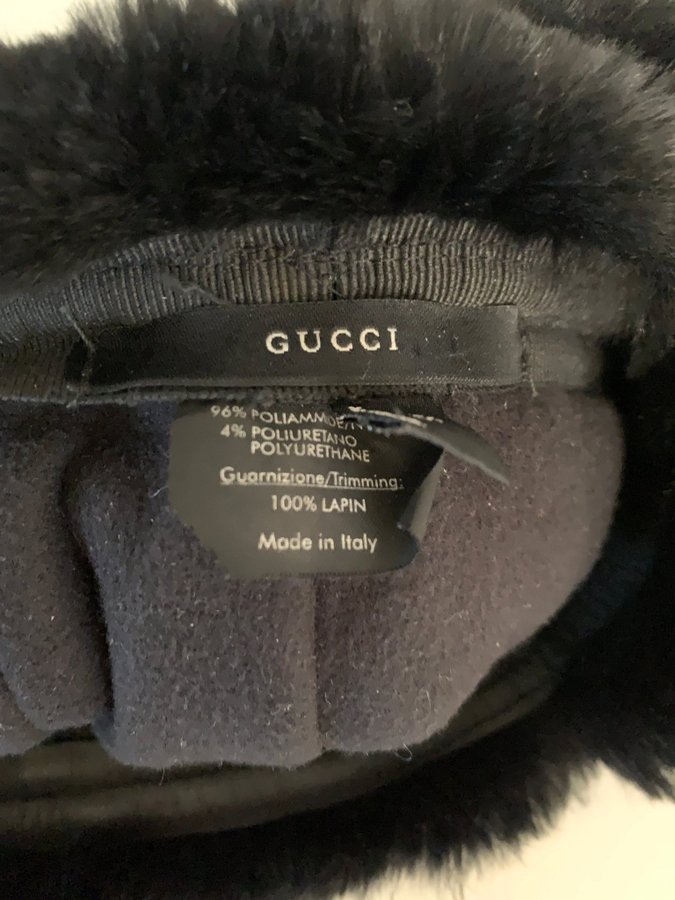 GUCCI
96% POLIAMMIDE/
4% POLIURETANO
POLYURETHANE
Guarnizione/Trimming:
100% LAPIN
Made in Italy